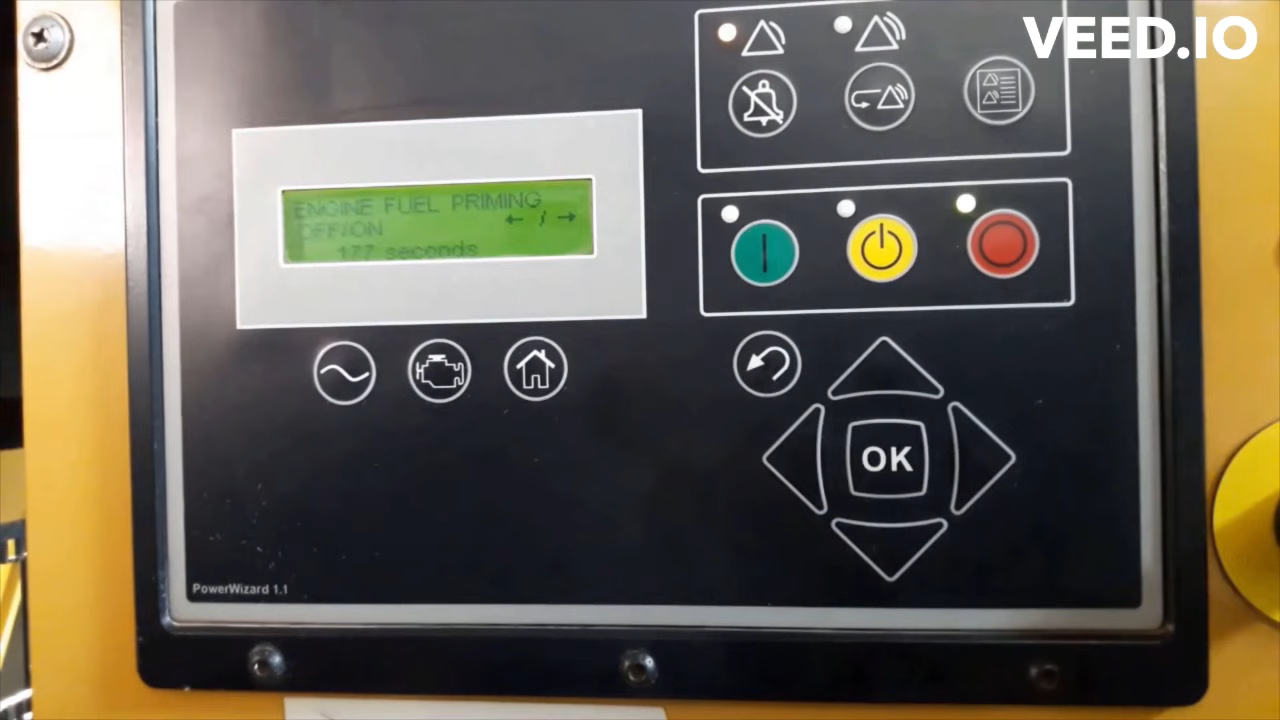 VEED.IO
ENGINE FUEL PRIMING
OFF/ON
177 seconds
OK
PowerWizard 1.1